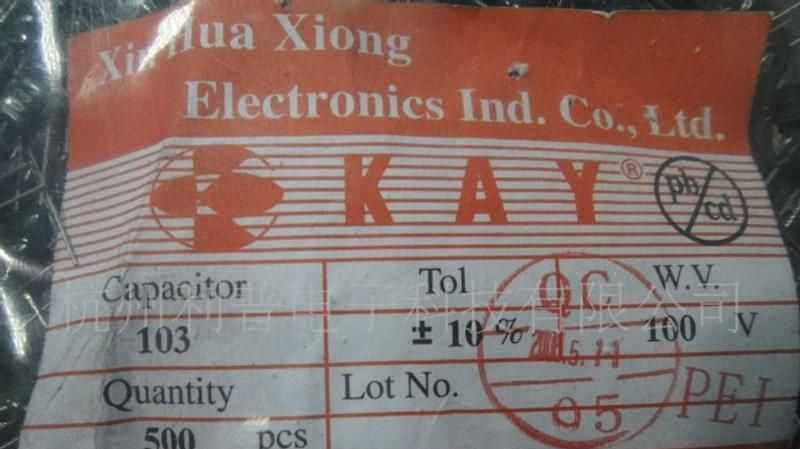 Xin Hua Xiong
Electronics Ind. Co., Ltd.
KAY®
pb/cd
Capacitor Tol W.V.
103 ±10% 100 V
Quantity Lot No.
500 pcs
QC
05
PEI
杭州利普电子科技有限公司